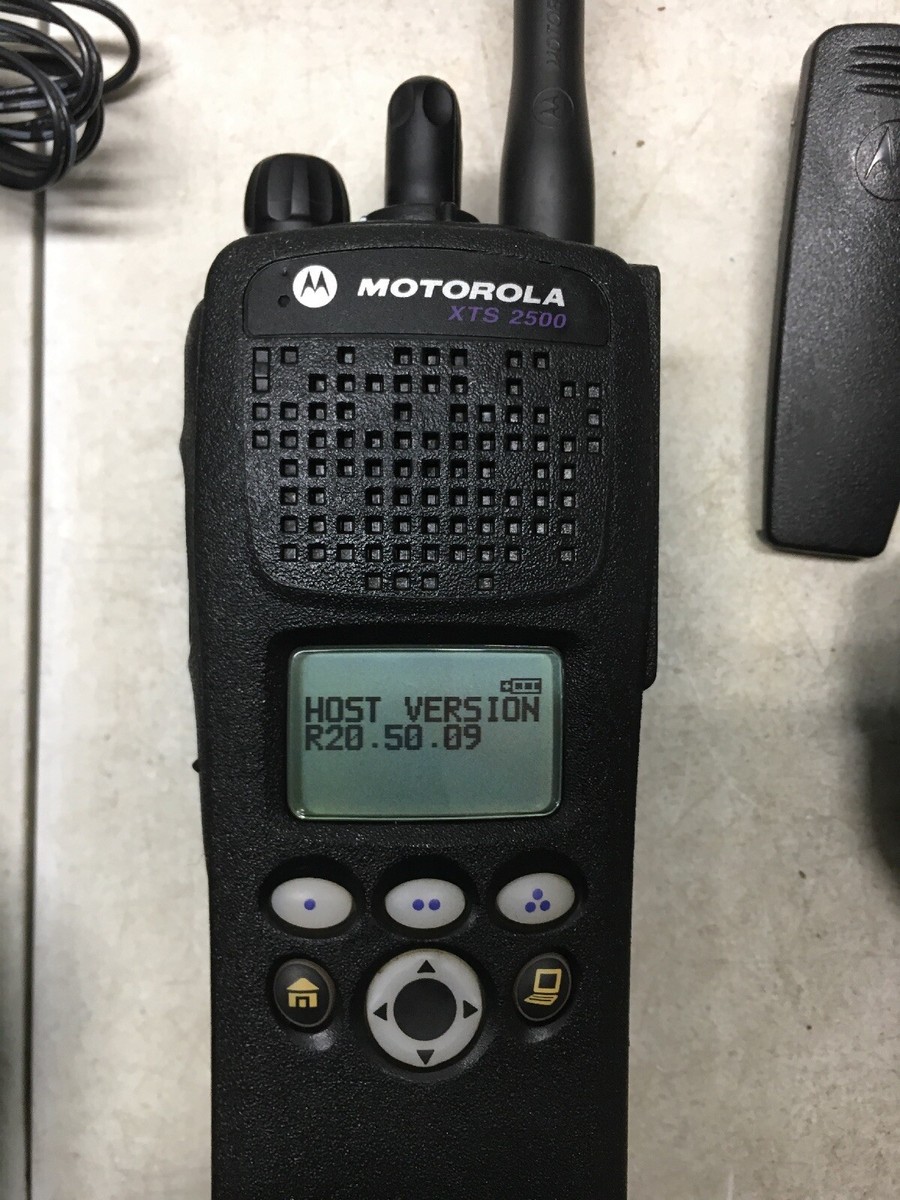 MOTOROLA
XTS 2500
HOST VERSION
R20.50.09